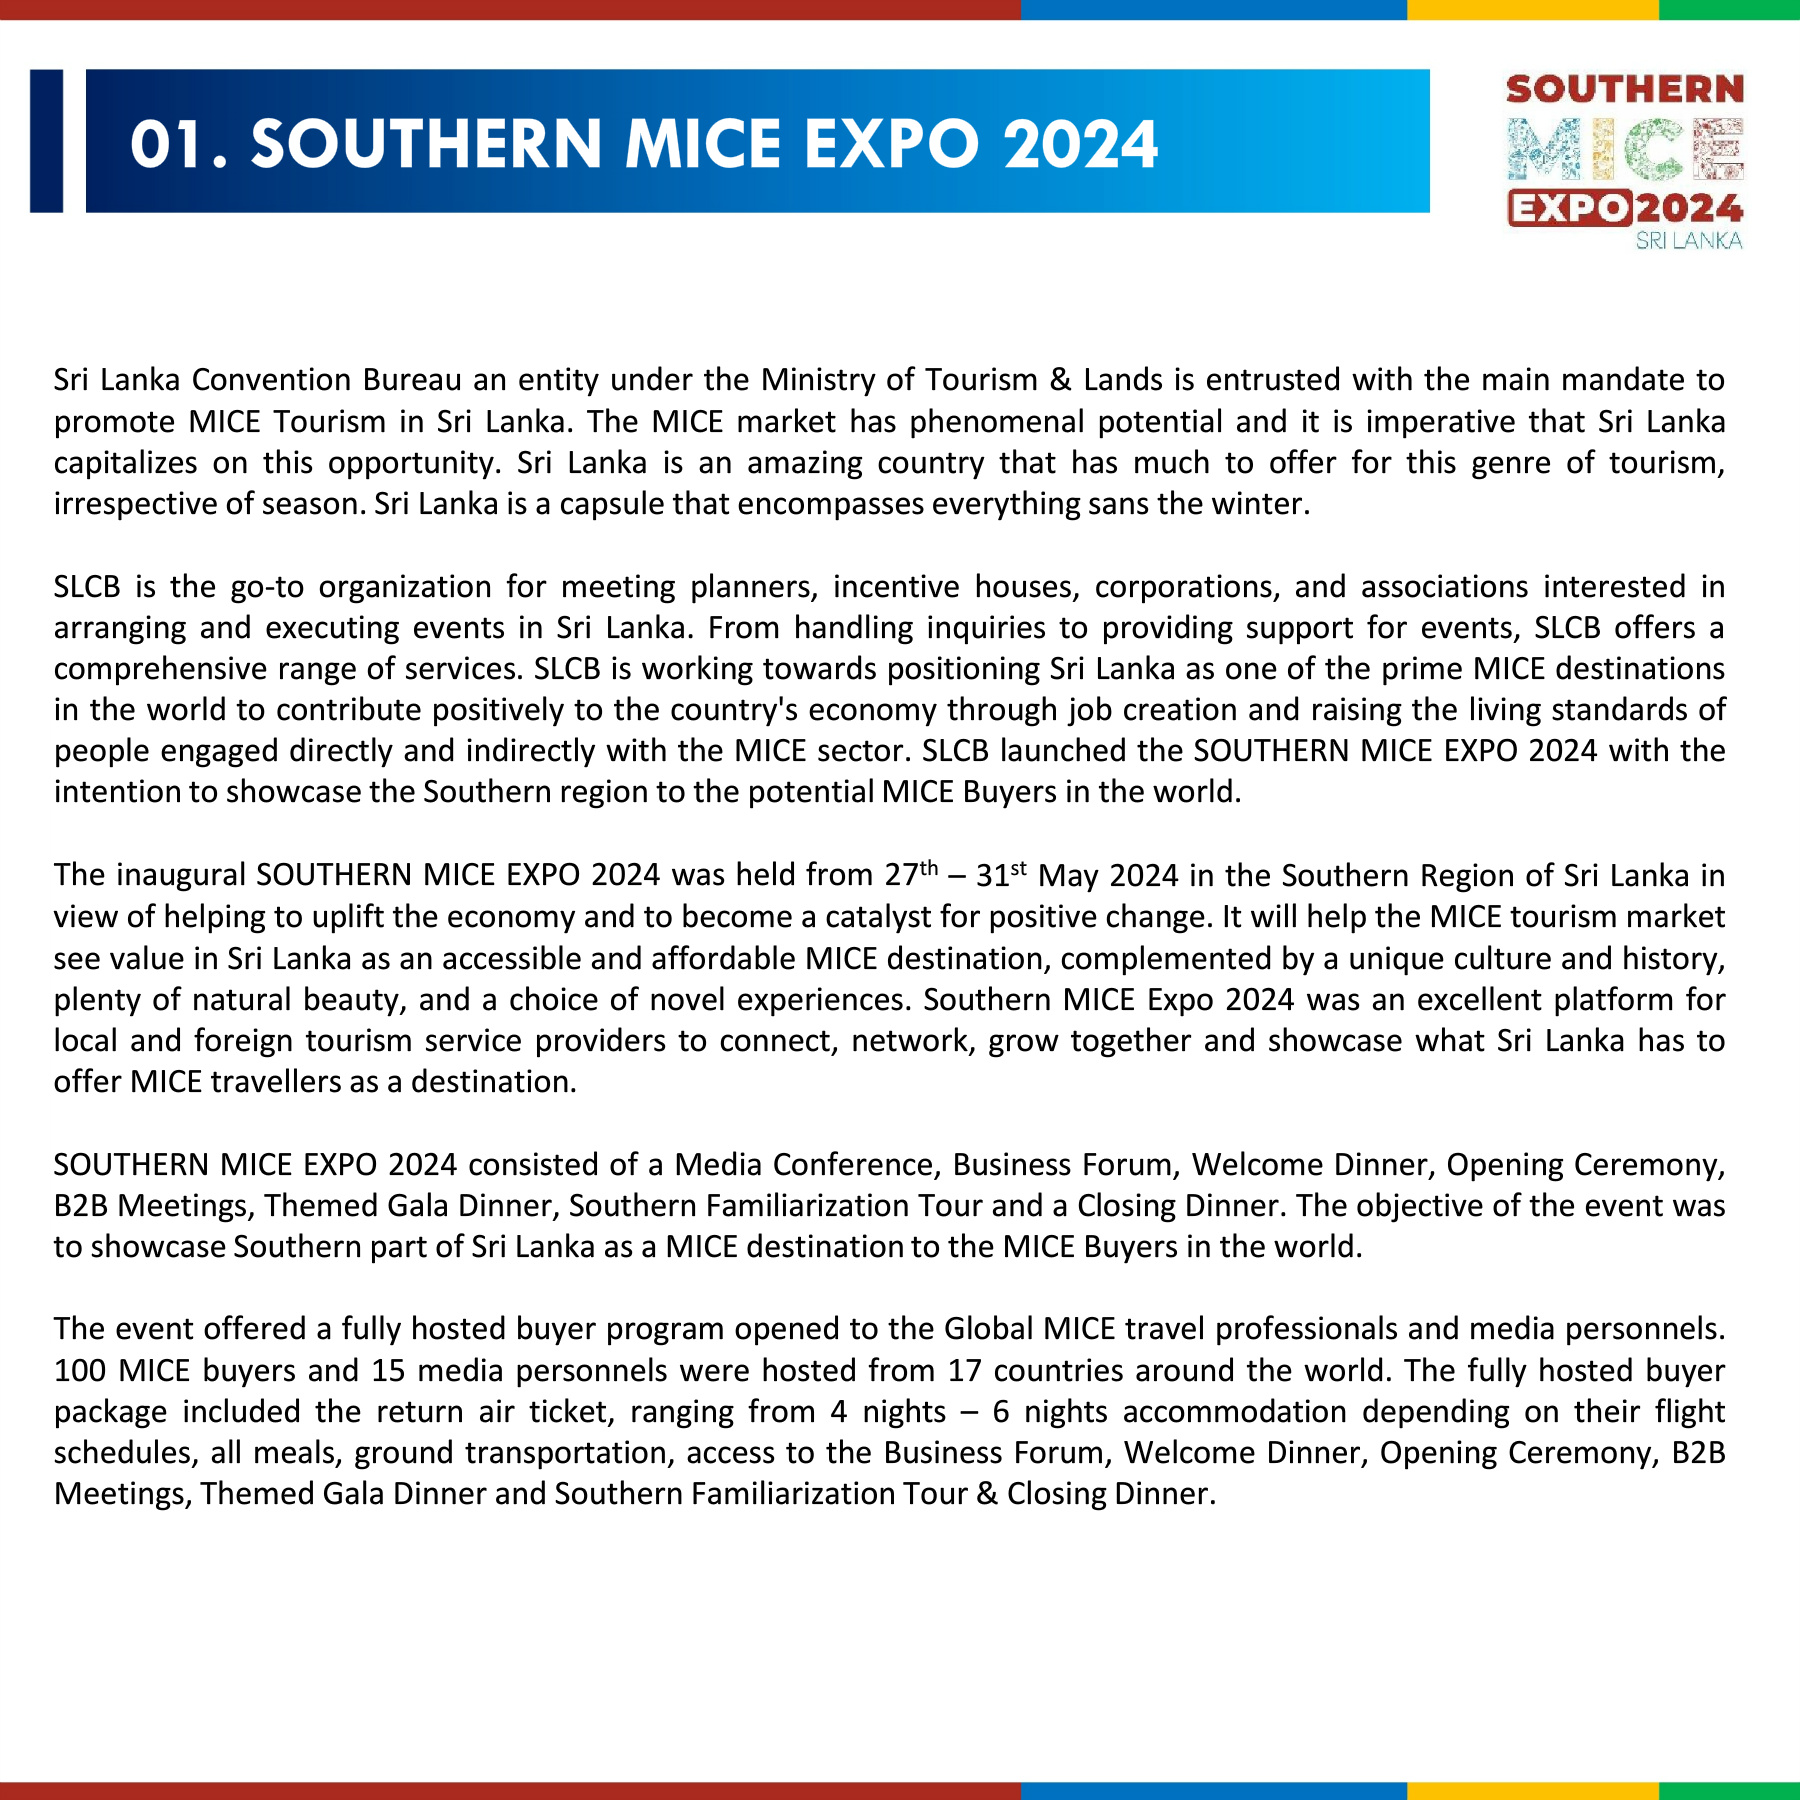 01. SOUTHERN MICE EXPO 2024
SOUTHERN
MICE
EXPO2024
SRI LANKA
Sri Lanka Convention Bureau an entity under the Ministry of Tourism & Lands is entrusted with the main mandate to
promote MICE Tourism in Sri Lanka. The MICE market has phenomenal potential and it is imperative that Sri Lanka
capitalizes on this opportunity. Sri Lanka is an amazing country that has much to offer for this genre of tourism,
irrespective of season. Sri Lanka is a capsule that encompasses everything sans the winter.
SLCB is the go-to organization for meeting planners, incentive houses, corporations, and associations interested in
arranging and executing events in Sri Lanka. From handling inquiries to providing support for events, SLCB offers a
comprehensive range of services. SLCB is working towards positioning Sri Lanka as one of the prime MICE destinations
in the world to contribute positively to the country's economy through job creation and raising the living standards of
people engaged directly and indirectly with the MICE sector. SLCB launched the SOUTHERN MICE EXPO 2024 with the
intention to showcase the Southern region to the potential MICE Buyers in the world.
The inaugural SOUTHERN MICE EXPO 2024 was held from 27th – 31st May 2024 in the Southern Region of Sri Lanka in
view of helping to uplift the economy and to become a catalyst for positive change. It will help the MICE tourism market
see value in Sri Lanka as an accessible and affordable MICE destination, complemented by a unique culture and history,
plenty of natural beauty, and a choice of novel experiences. Southern MICE Expo 2024 was an excellent platform for
local and foreign tourism service providers to connect, network, grow together and showcase what Sri Lanka has to
offer MICE travellers as a destination.
SOUTHERN MICE EXPO 2024 consisted of a Media Conference, Business Forum, Welcome Dinner, Opening Ceremony,
B2B Meetings, Themed Gala Dinner, Southern Familiarization Tour and a Closing Dinner. The objective of the event was
to showcase Southern part of Sri Lanka as a MICE destination to the MICE Buyers in the world.
The event offered a fully hosted buyer program opened to the Global MICE travel professionals and media personnels.
100 MICE buyers and 15 media personnels were hosted from 17 countries around the world. The fully hosted buyer
package included the return air ticket, ranging from 4 nights – 6 nights accommodation depending on their flight
schedules, all meals, ground transportation, access to the Business Forum, Welcome Dinner, Opening Ceremony, B2B
Meetings, Themed Gala Dinner and Southern Familiarization Tour & Closing Dinner.